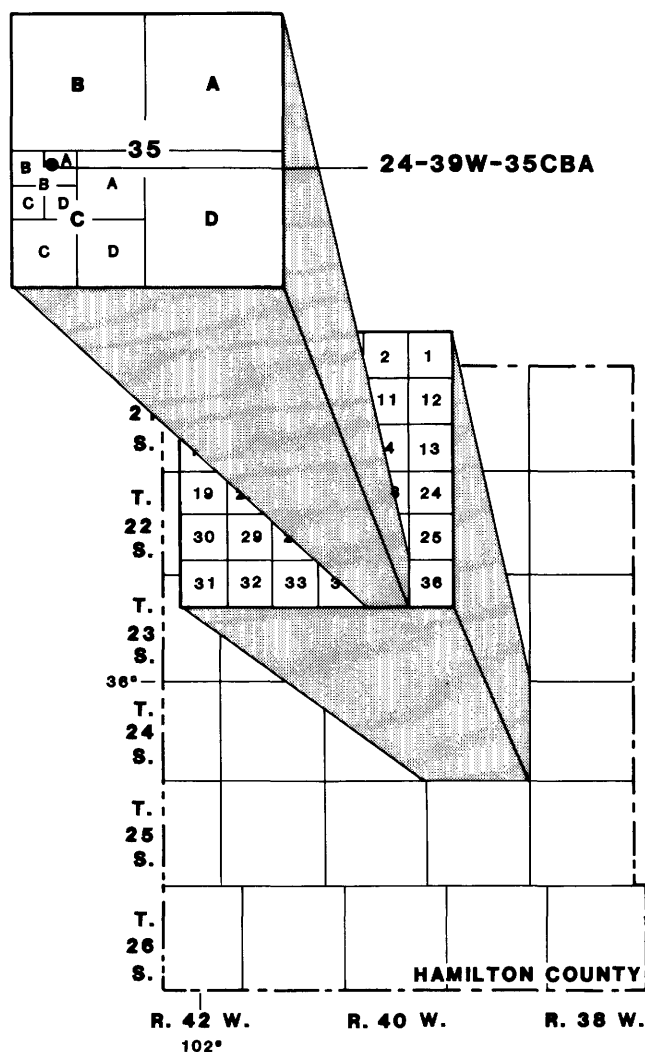 B A
35
B A
24-39W-35CBA
B A
C D
C D
C D
2 1
11 12
S. 13
T. 19 24
22 30 29 25
S. 31 32 33 36
T.
23
S.
36°
T.
24
S.
T.
25
S.
T.
26
S.
HAMILTON COUNTY
R. 42 W. R. 40 W. R. 38 W.
102°